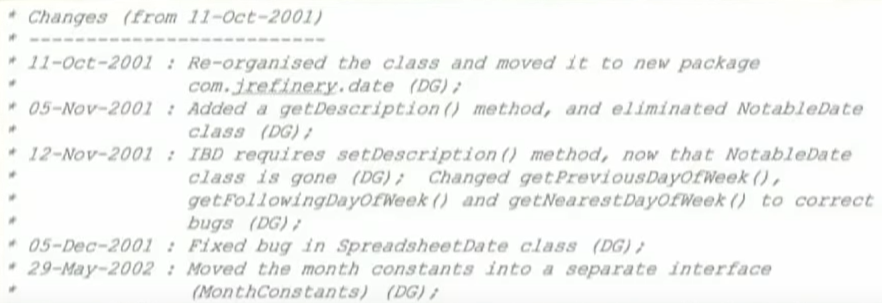 * Changes (from 11-Oct-2001)
* --------------------------
* 11-Oct-2001 : Re-organised the class and moved it to new package
*               com.jrefinery.date (DG);
* 05-Nov-2001 : Added a getDescription() method, and eliminated NotableDate
*               class (DG);
* 12-Nov-2001 : IBD requires setDescription() method, now that NotableDate
*               class is gone (DG);  Changed getPreviousDayOfWeek(),
*               getFollowingDayOfWeek() and getNearestDayOfWeek() to correct
*               bugs (DG);
* 05-Dec-2001 : Fixed bug in SpreadsheetDate class (DG);
* 29-May-2002 : Moved the month constants into a separate interface
*               (MonthConstants) (DG);